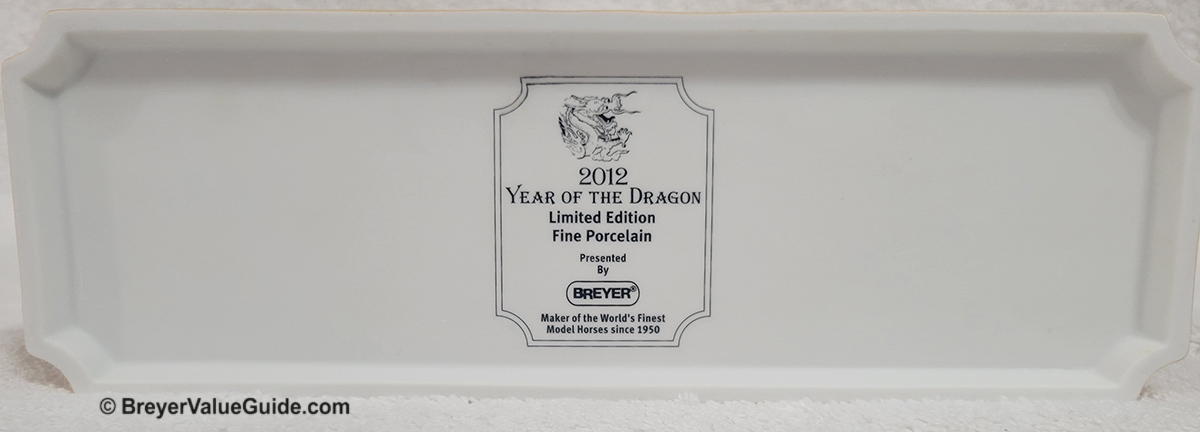 2012
YEAR OF THE DRAGON
Limited Edition
Fine Porcelain
Presented
By
BREYER®
Maker of the World's Finest
Model Horses since 1950
© BreyerValueGuide.com